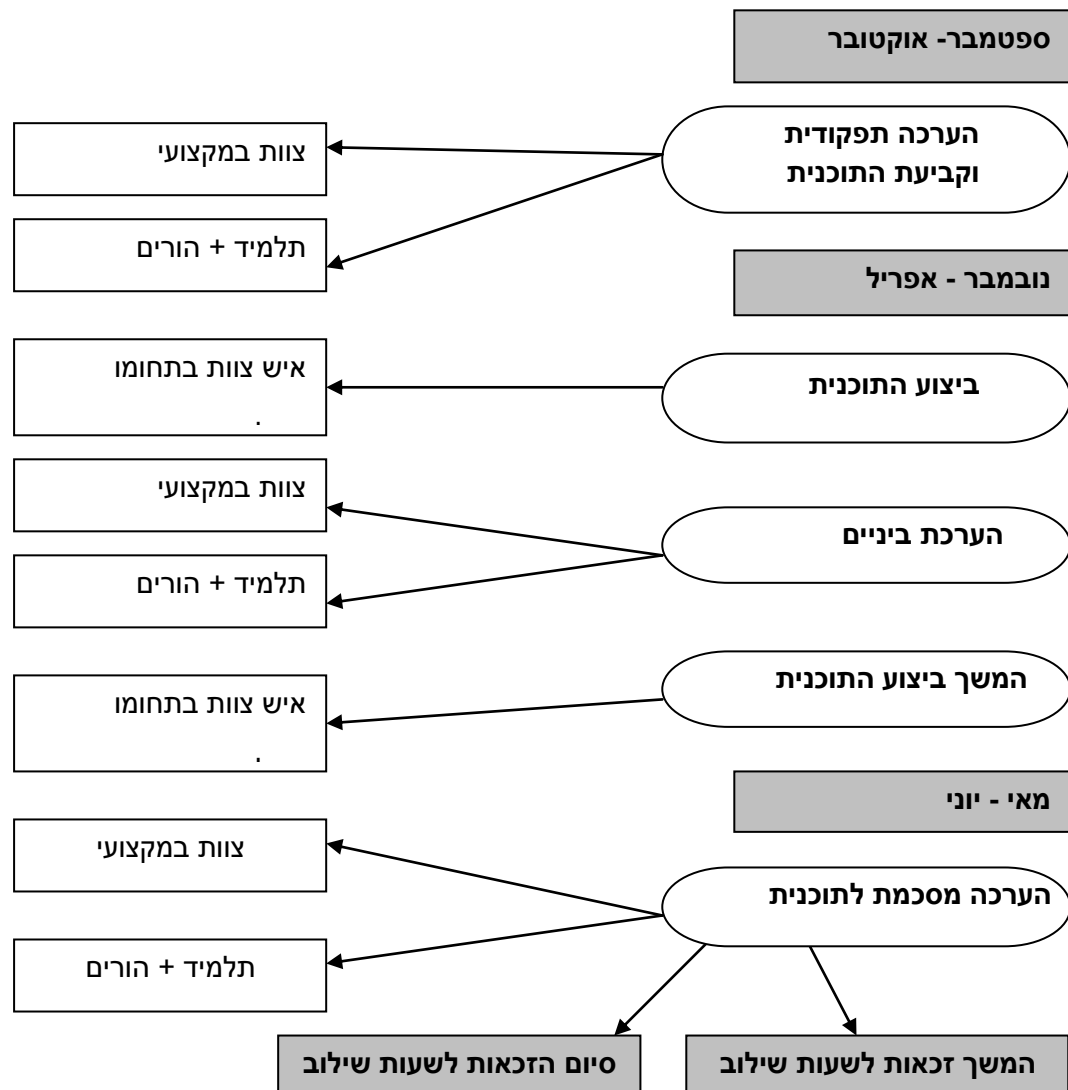 ספטמבר- אוקטובר
הערכה תפקודית
וקביעת התוכנית
צוות במקצועי
תלמיד + הורים
נובמבר - אפריל
ביצוע התוכנית
איש צוות בתחומו
.
הערכת ביניים
צוות במקצועי
תלמיד + הורים
המשך ביצוע התוכנית
איש צוות בתחומו
.
מאי - יוני
הערכה מסכמת לתוכנית
צוות במקצועי
תלמיד + הורים
המשך זכאות לשעות שילוב
סיום הזכאות לשעות שילוב